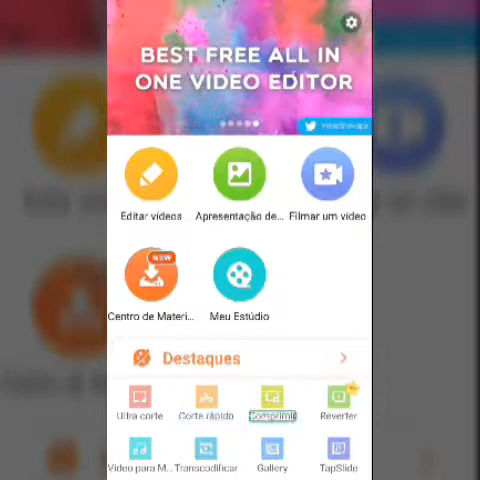 BEST FREE ALL IN
ONE VIDEO EDITOR
Editar vídeos
Apresentação de...
Filmar um vídeo
NEW
Centro de Materi...
Meu Estúdio
Destaques
Ultra corte
Corte rápido
Comprimir
Reverter
Vídeo para M...
Transcodificar
Gallery
TapSlide